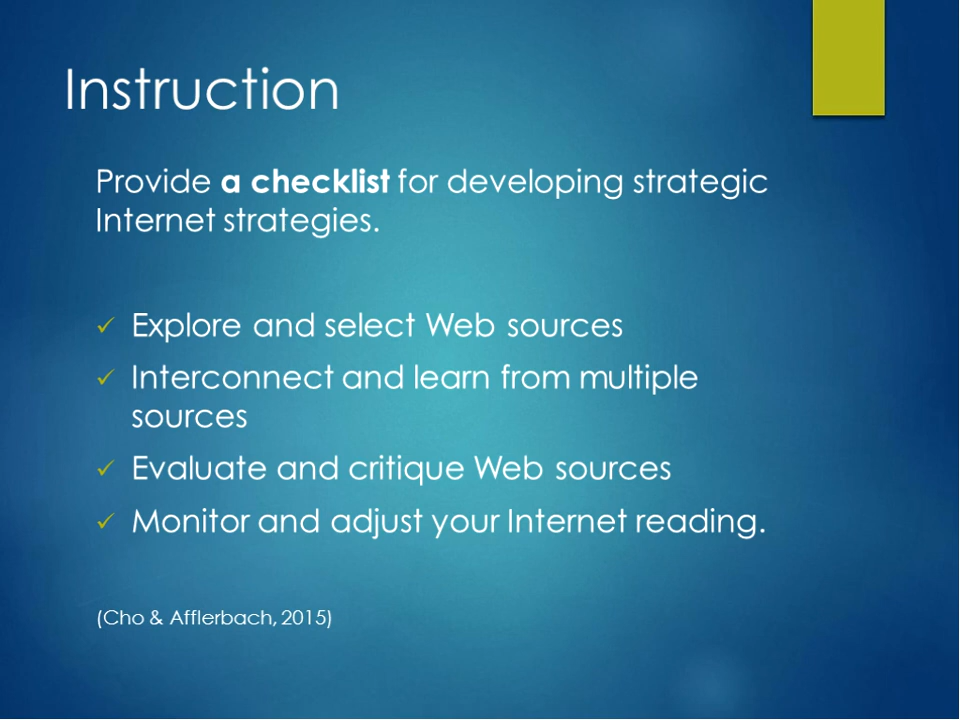 Instruction
Provide a checklist for developing strategic
Internet strategies.
✓ Explore and select Web sources
✓ Interconnect and learn from multiple
sources
✓ Evaluate and critique Web sources
✓ Monitor and adjust your Internet reading.
(Cho & Afflerbach, 2015)